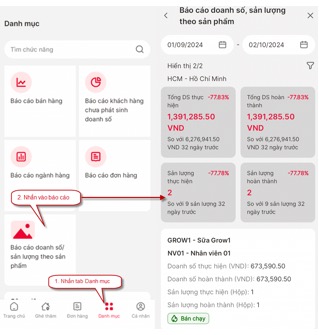 Danh mục
Tìm chức năng
Báo cáo bán hàng
Báo cáo khách hàng
chưa phát sinh
doanh số
Báo cáo ngành hàng
Báo cáo đơn hàng
2. Nhấn vào báo cáo
Báo cáo doanh số/
sản lượng theo sản
phẩm
1. Nhấn tab Danh mục
Trang chủ
Ghé thăm
Đơn hàng
Danh mục
Cá nhân
Báo cáo doanh số, sản lượng
theo sản phẩm
01/09/2024 - 02/10/2024
Hiển thị 2/2
HCM - Hồ Chí Minh
Tổng DS thực
hiện
-77.83%
1,391,285.50
VND
So với 6,276,941.50
VND 32 ngày trước
Tổng DS hoàn
thành
-77.83%
1,391,285.50
VND
So với 6,276,941.50
VND 32 ngày trước
Sản lượng
thực hiện
-77.78%
2
So với 9 sản lượng 32
ngày trước
Sản lượng
hoàn thành
-77.78%
2
So với 9 sản lượng 32
ngày trước
GROW1 - Sữa Grow1
NV01 - Nhân viên 01
Doanh số thực hiện (VND): 673,590.50
Doanh số hoàn thành (VND): 673,590.50
Sản lượng thực hiện (Hộp): 1
Sản lượng hoàn thành (Hộp): 1
Bán chạy